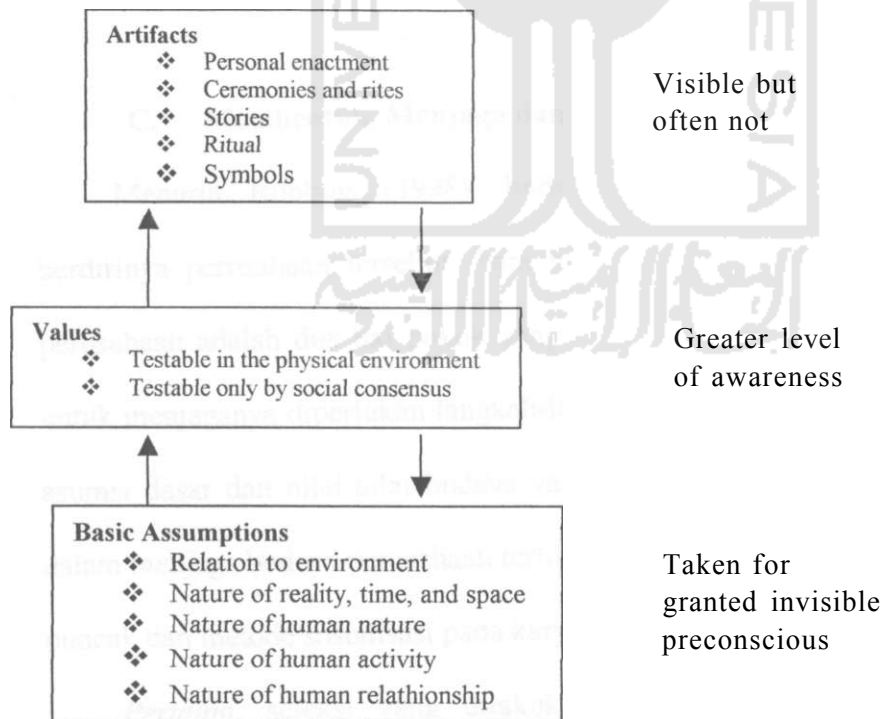 Artifacts
❖ Personal enactment
❖ Ceremonies and rites
❖ Stories
❖ Ritual
❖ Symbols
Visible but
often not
Values
❖ Testable in the physical environment
❖ Testable only by social consensus
Greater level
of awareness
Basic Assumptions
❖ Relation to environment
❖ Nature of reality, time, and space
❖ Nature of human nature
❖ Nature of human activity
❖ Nature of human relathionship
Taken for
granted invisible
preconscious